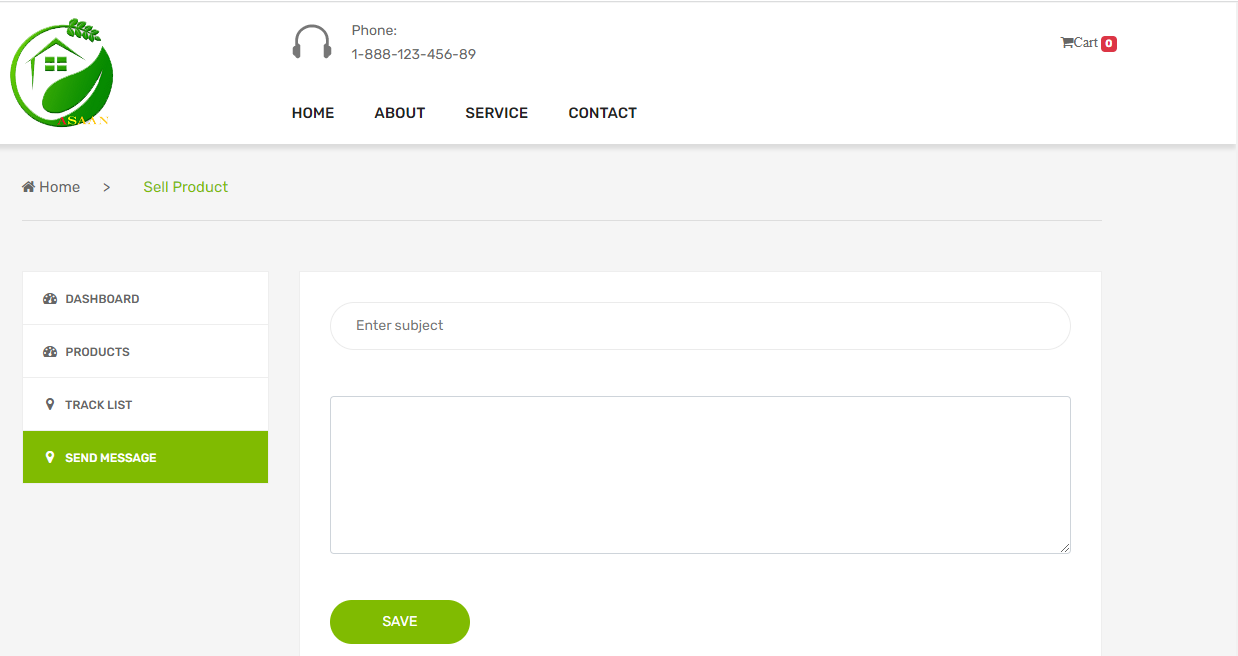 ASAAN
Phone:
1-888-123-456-89
Cart 0
HOME ABOUT SERVICE CONTACT
Home > Sell Product
DASHBOARD
PRODUCTS
TRACK LIST
SEND MESSAGE
Enter subject
SAVE